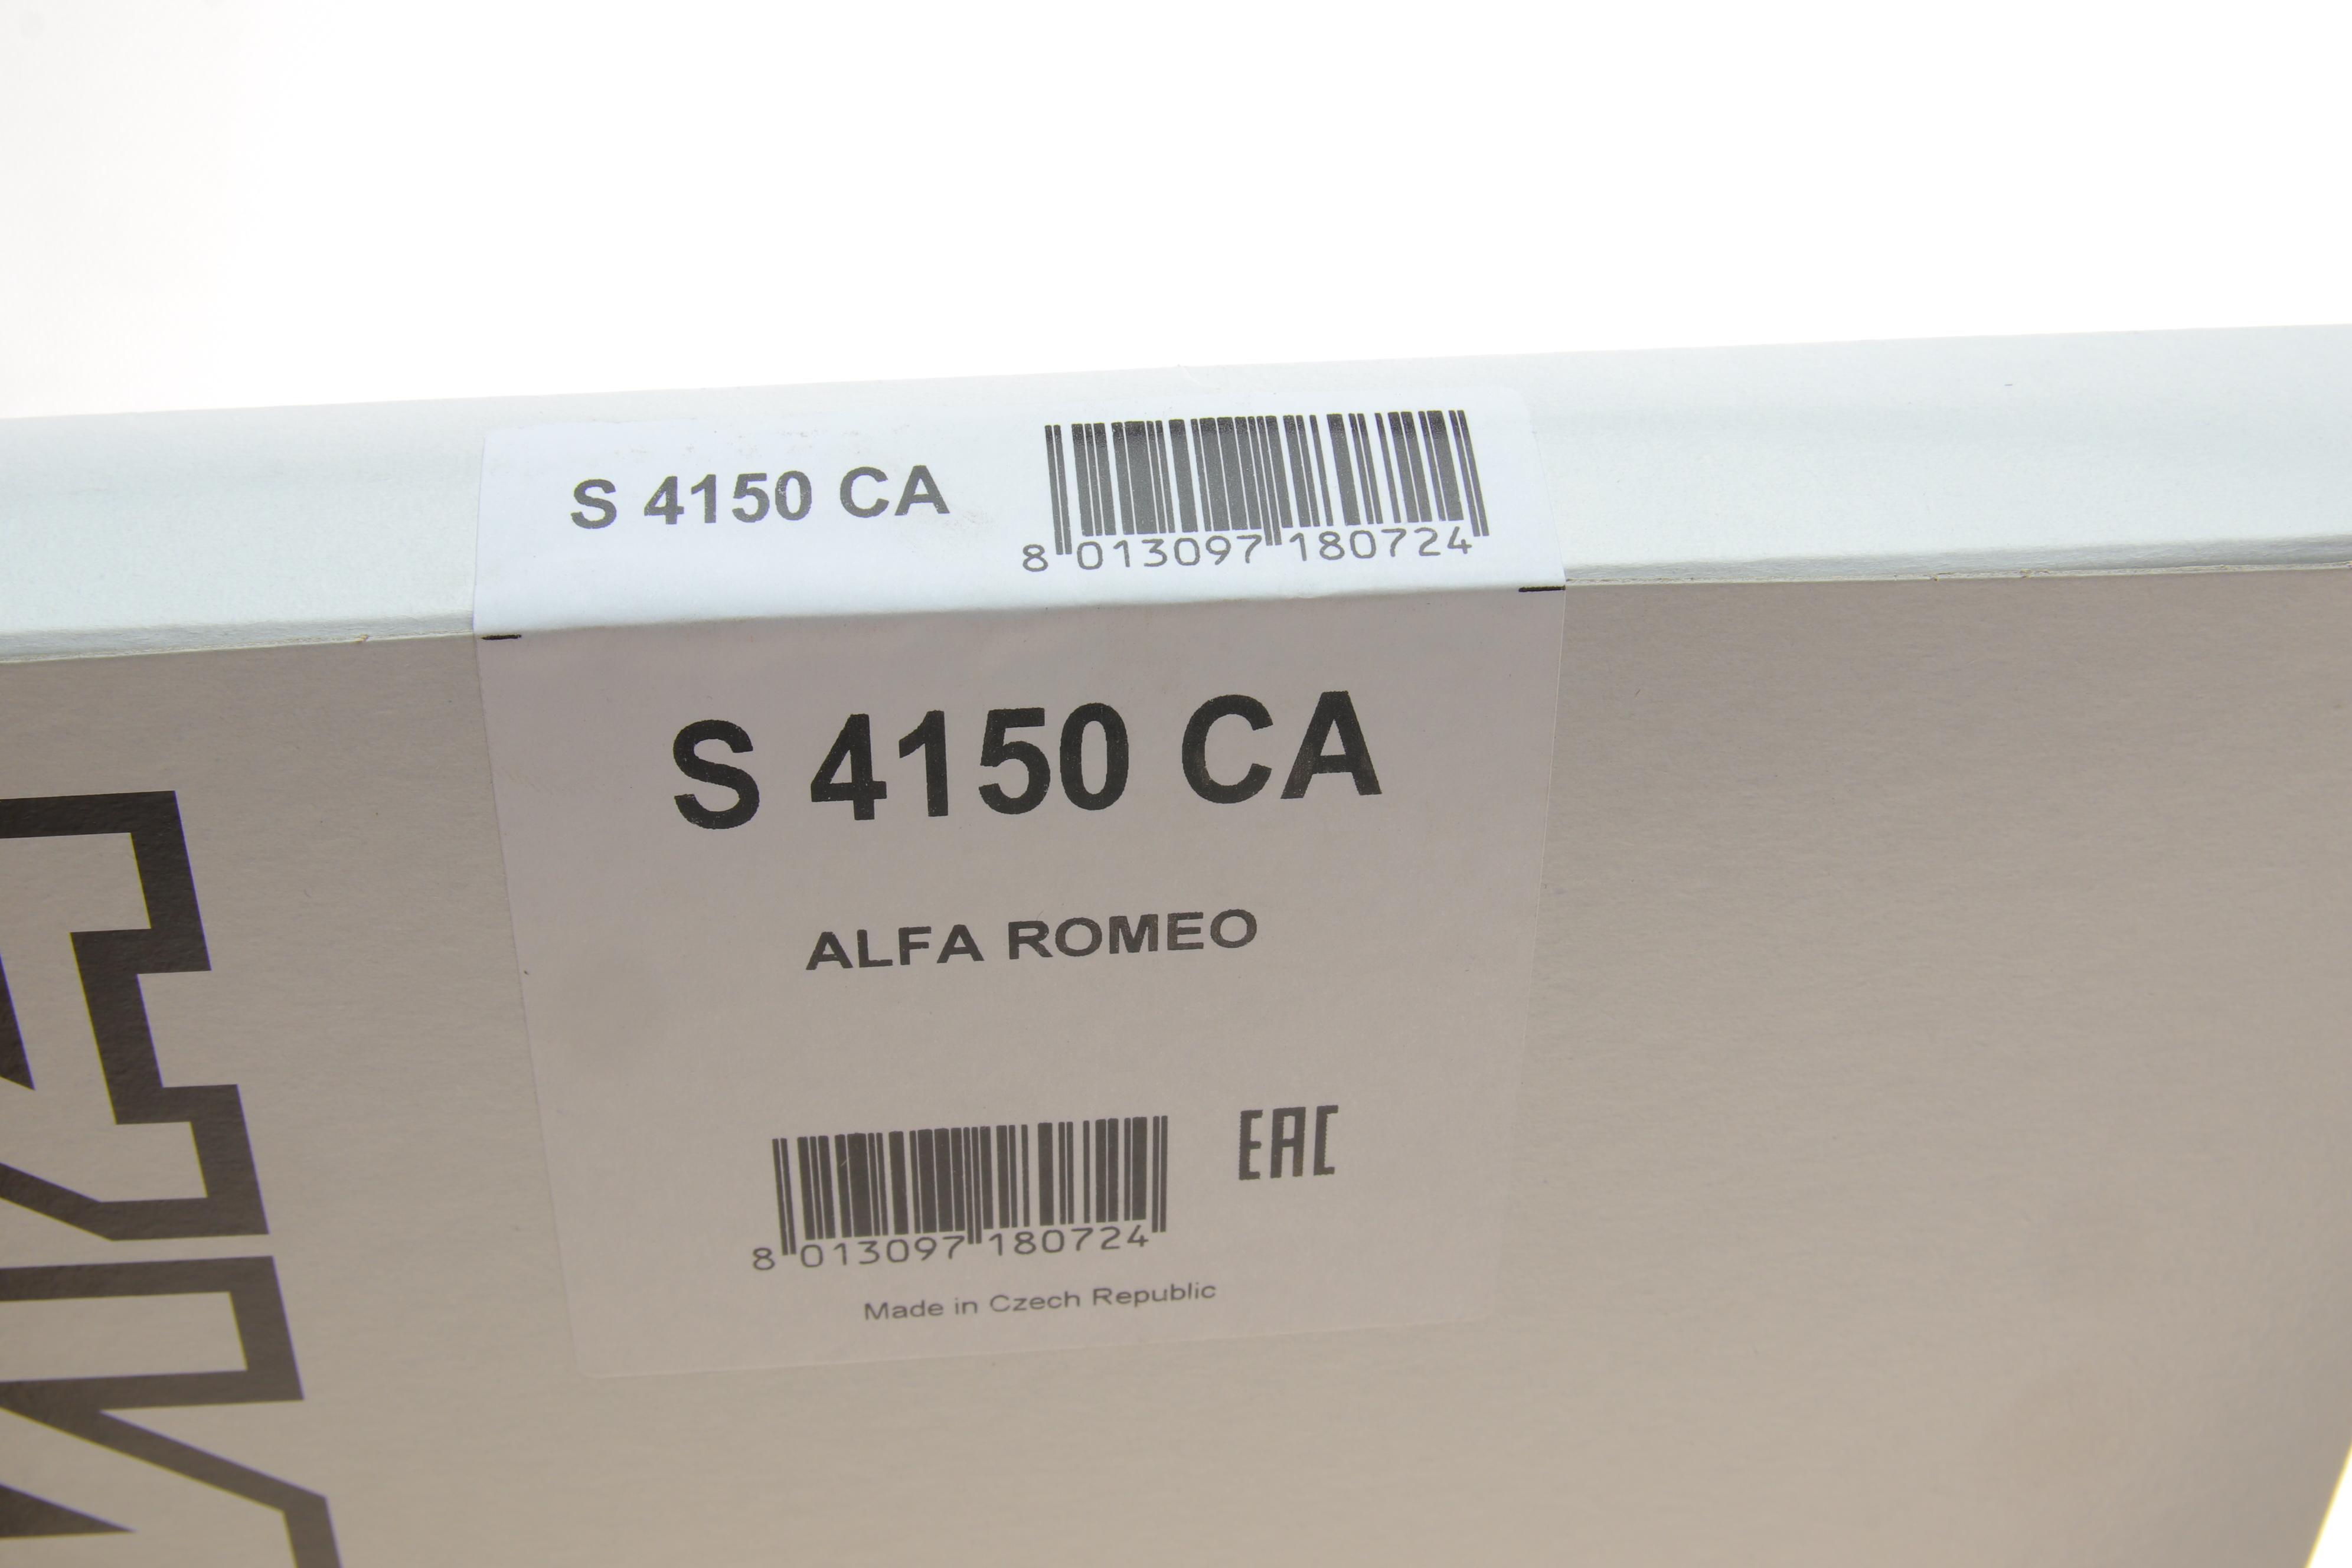 S 4150 CA
8 013097 180724
S 4150 CA
ALFA ROMEO
EAC
8 013097 180724
Made in Czech Republic